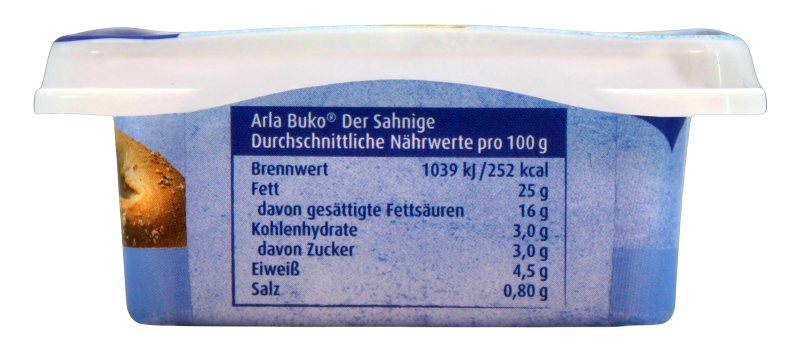 Arla Buko® Der Sahnige
Durchschnittliche Nährwerte pro 100 g
Brennwert 1039 kJ/252 kcal
Fett 25 g
davon gesättigte Fettsäuren 16 g
Kohlenhydrate 3,0 g
davon Zucker 3,0 g
Eiweiß 4,5 g
Salz 0,80 g